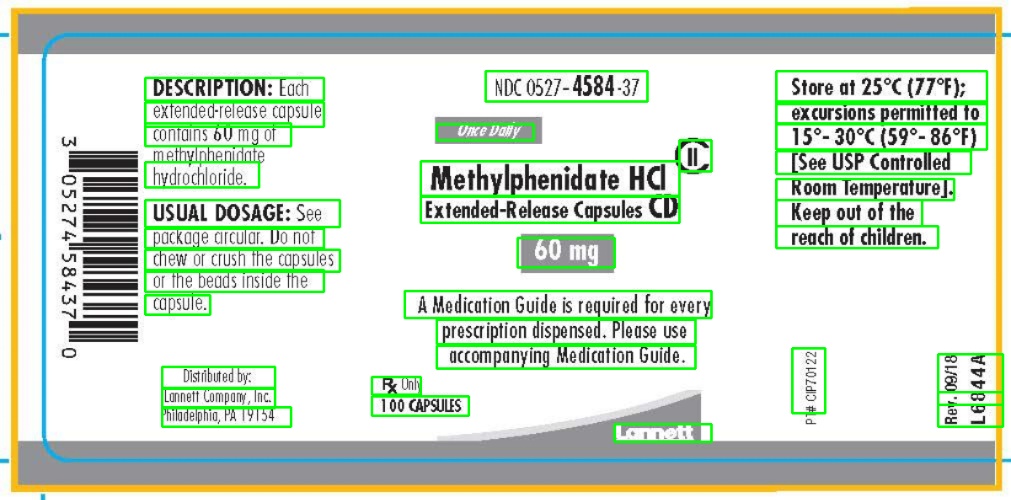 DESCRIPTION: Each
extended-release capsule
contains 60 mg of
methylphenidate
hydrochloride.
USUAL DOSAGE: See
package circular. Do not
chew or crush the capsules
or the beads inside the
capsule.
Distributed by:
Lannett Company, Inc.
Philadelphia, PA 19154
3 05274 58437 0
NDC 0527-4584-37
Once Daily
CII
Methylphenidate HCl
Extended-Release Capsules CD
60 mg
A Medication Guide is required for every
prescription dispensed. Please use
accompanying Medication Guide.
Rx Only
100 CAPSULES
Lannett
Store at 25°C (77°F);
excursions permitted to
15°- 30°C (59°- 86°F)
[See USP Controlled
Room Temperature].
Keep out of the
reach of children.
PT# CIP70122
Rev. 09/18
L6844A